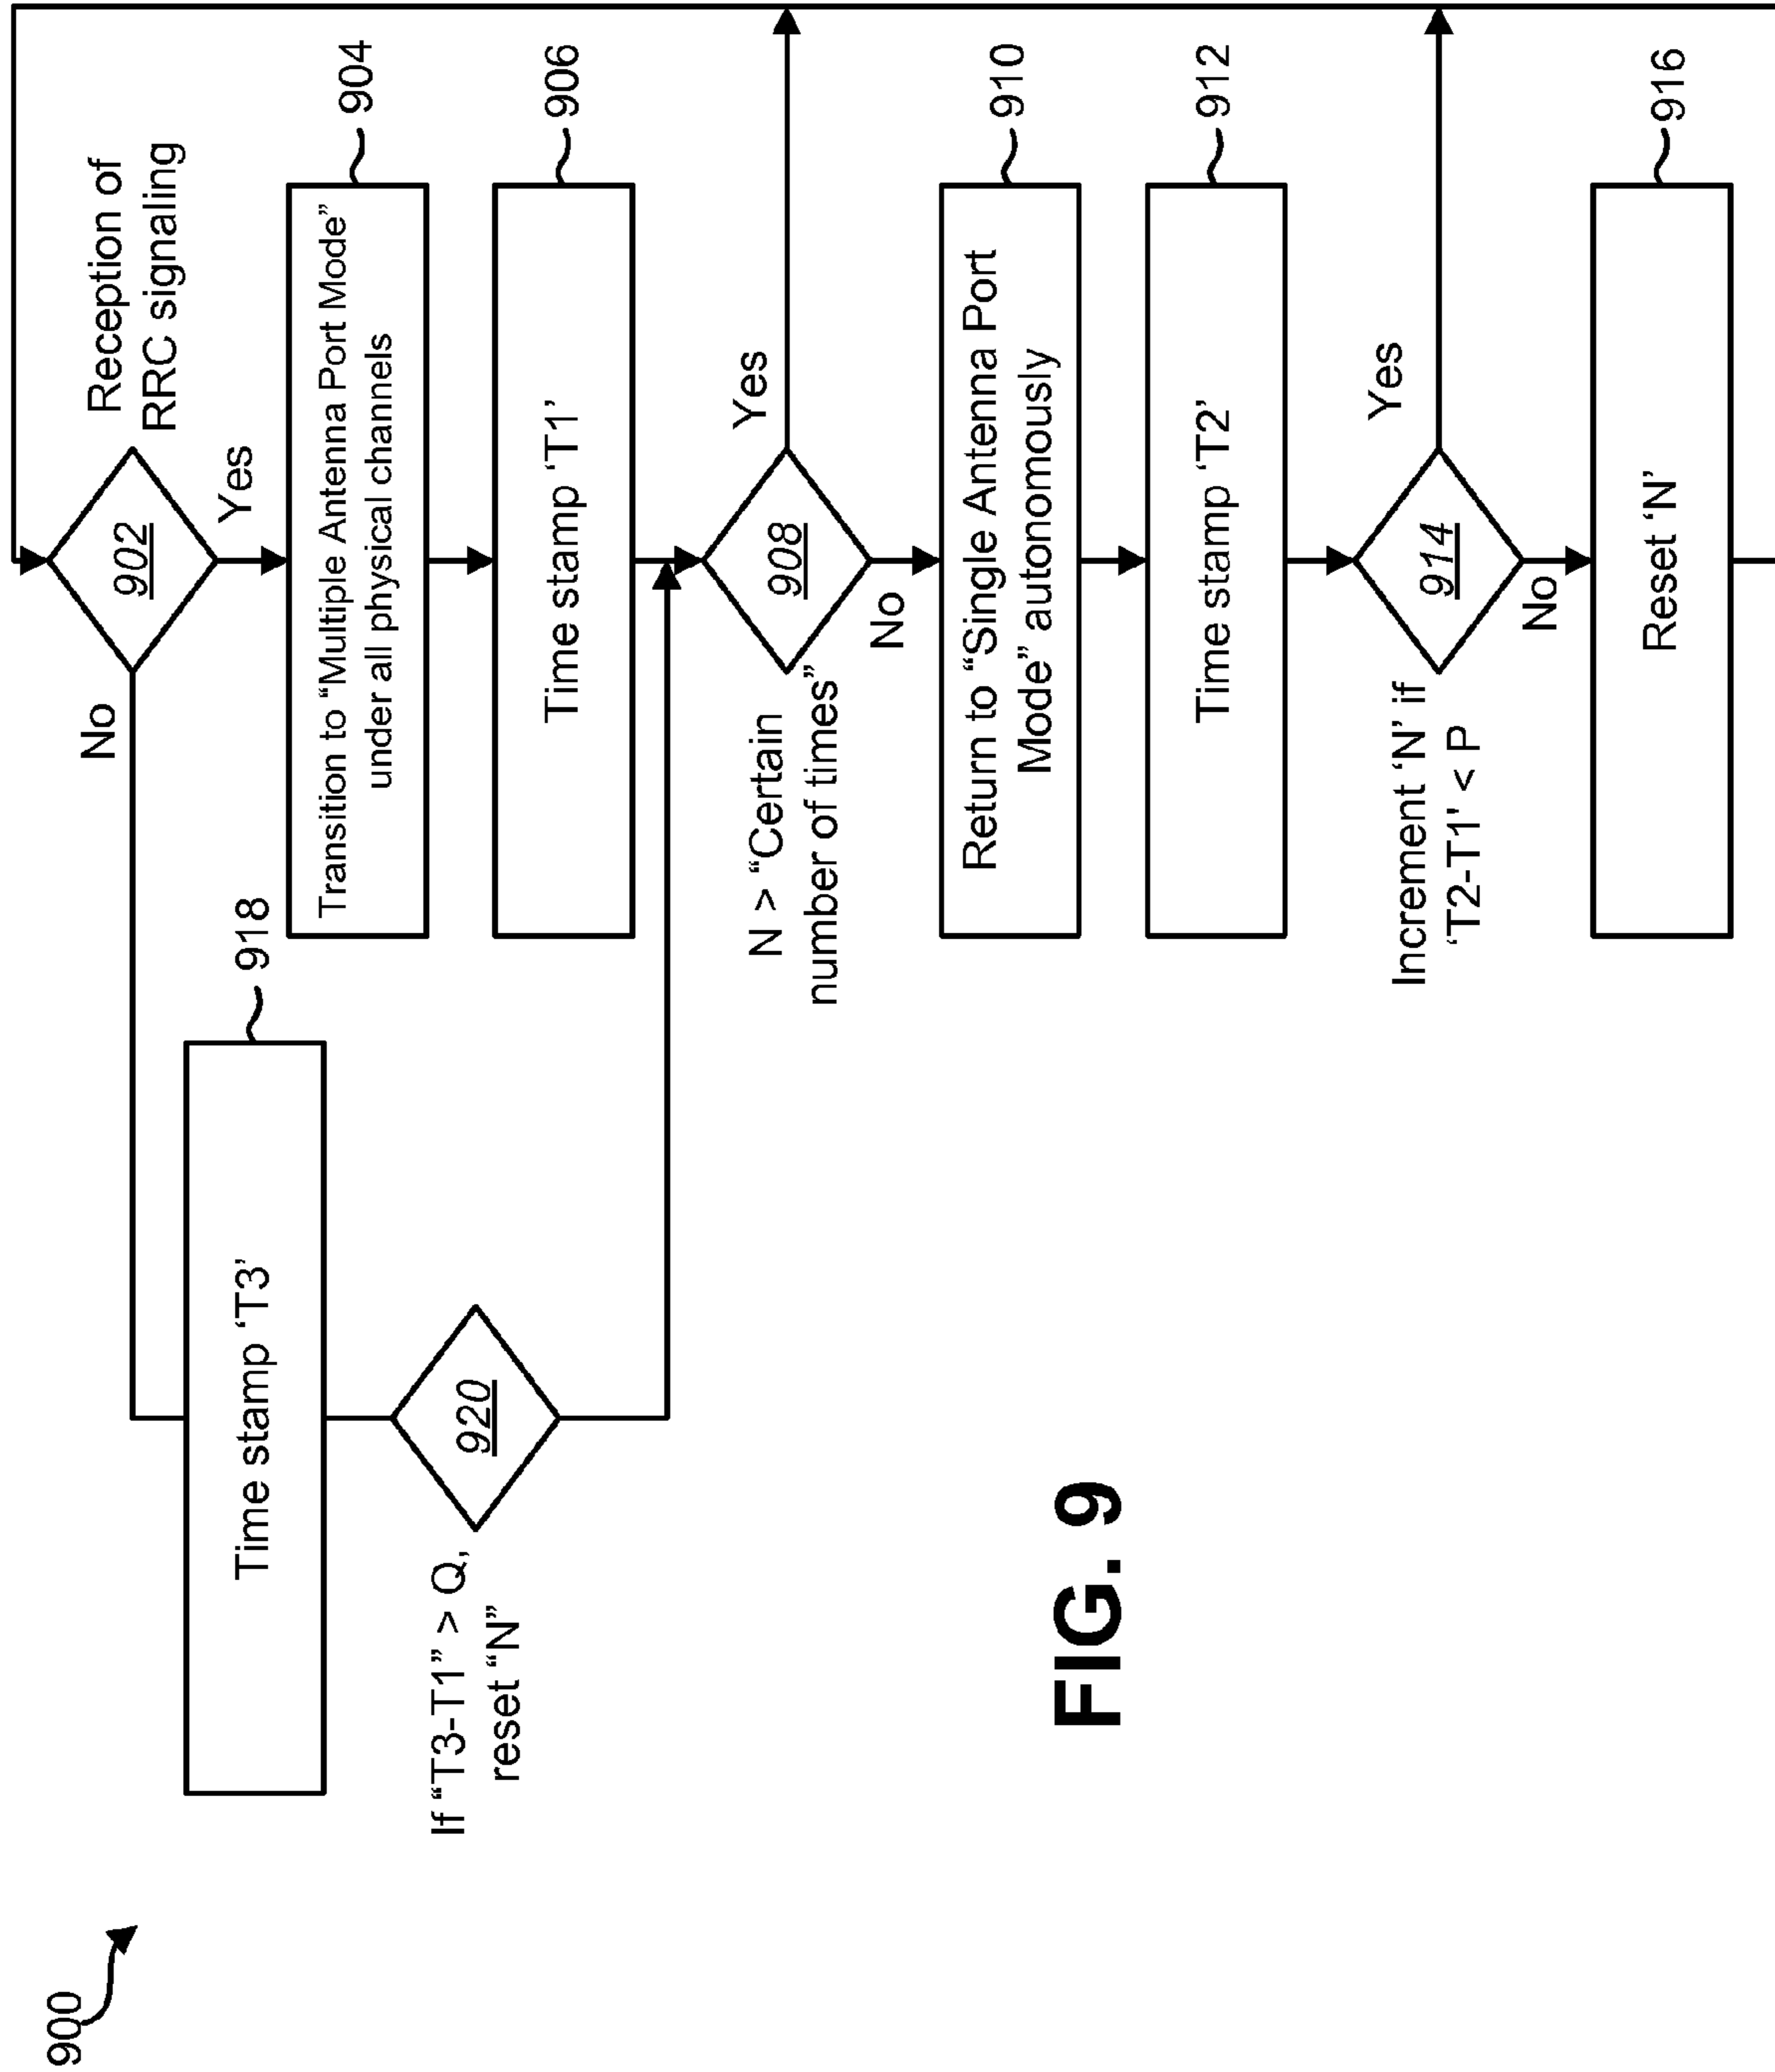 900
Reception of
RRC signaling
902
No
Yes
Transition to “Multiple Antenna Port Mode”
under all physical channels
904
Time stamp ‘T1’
906
Time stamp ‘T3’
918
920
If “T3-T1” > Q,
reset “N”
908
N > “Certain
number of times”
Yes
No
Return to “Single Antenna Port
Mode” autonomously
910
Time stamp ‘T2’
912
914
Increment ‘N’ if
‘T2-T1' < P
Yes
No
Reset ‘N’
916
FIG. 9